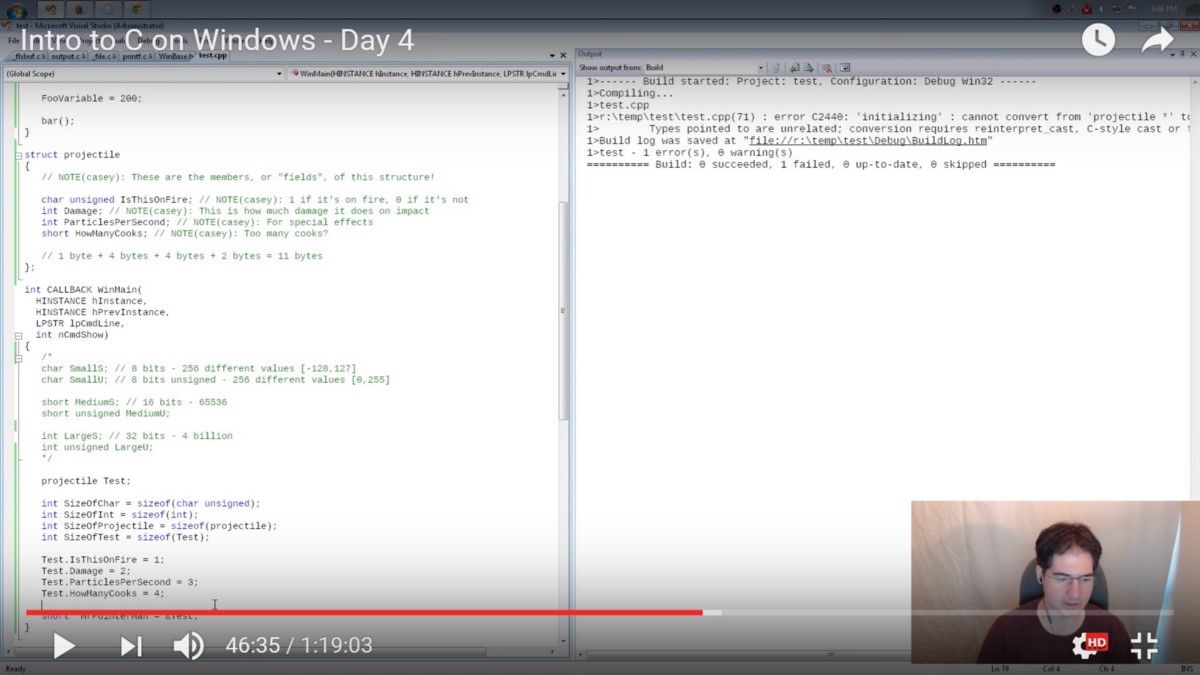 3:48 PM
test - Microsoft Visual Studio (Administrator)
Intro to C on Windows - Day 4
_flsbuf.c output.c _file.c printf.c WinBase.h test.cpp
Output
(Global Scope) WinMain(HINSTANCE hInstance, HINSTANCE hPrevInstance, LPSTR lpCmdLi
Show output from: Build
FooVariable = 200;
bar();
}
struct projectile
{
// NOTE(casey): These are the members, or "fields", of this structure!
char unsigned IsThisOnFire; // NOTE(casey): 1 if it's on fire, 0 if it's not
int Damage; // NOTE(casey): This is how much damage it does on impact
int ParticlesPerSecond; // NOTE(casey): For special effects
short HowManyCooks; // NOTE(casey): Too many cooks?
// 1 byte + 4 bytes + 4 bytes + 2 bytes = 11 bytes
};
int CALLBACK WinMain(
HINSTANCE hInstance,
HINSTANCE hPrevInstance,
LPSTR lpCmdLine,
int nCmdShow)
{
/*
char SmallS; // 8 bits - 256 different values [-128,127]
char SmallU; // 8 bits unsigned - 256 different values [0,255]
short MediumS; // 16 bits - 65536
short unsigned MediumU;
int LargeS; // 32 bits - 4 billion
int unsigned LargeU;
*/
projectile Test;
int SizeOfChar = sizeof(char unsigned);
int SizeOfInt = sizeof(int);
int SizeOfProjectile = sizeof(projectile);
int SizeOfTest = sizeof(Test);
Test.IsThisOnFire = 1;
Test.Damage = 2;
Test.ParticlesPerSecond = 3;
Test.HowManyCooks = 4;
short = &Test;
}
1>------ Build started: Project: test, Configuration: Debug Win32 ------
1>Compiling...
1>test.cpp
1>r:\temp\test\test.cpp(71) : error C2440: 'initializing' : cannot convert from 'projectile *' to
1> Types pointed to are unrelated; conversion requires reinterpret_cast, C-style cast or f
1>Build log was saved at "file://r:\temp\test\Debug\BuildLog.htm"
1>test - 1 error(s), 0 warning(s)
========== Build: 0 succeeded, 1 failed, 0 up-to-date, 0 skipped ==========
46:35 / 1:19:03
HD
Ready Ln 70 Col 4 Ch 4 INS